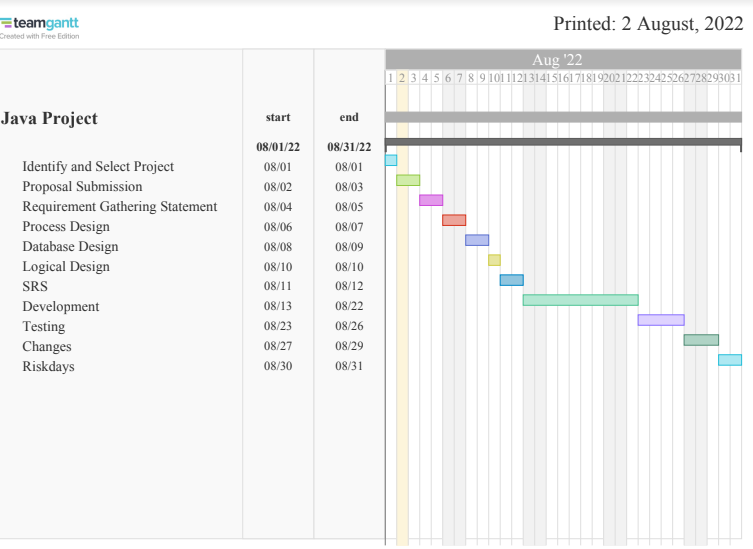 teamgantt
Created with Free Edition
Printed: 2 August, 2022
Aug '22
1 2 3 4 5 6 7 8 9 10 11 12 13 14 15 16 17 18 19 20 21 22 23 24 25 26 27 28 29 30 31
Java Project start end
08/01/22 08/31/22
Identify and Select Project 08/01 08/01
Proposal Submission 08/02 08/03
Requirement Gathering Statement 08/04 08/05
Process Design 08/06 08/07
Database Design 08/08 08/09
Logical Design 08/10 08/10
SRS 08/11 08/12
Development 08/13 08/22
Testing 08/23 08/26
Changes 08/27 08/29
Riskdays 08/30 08/31